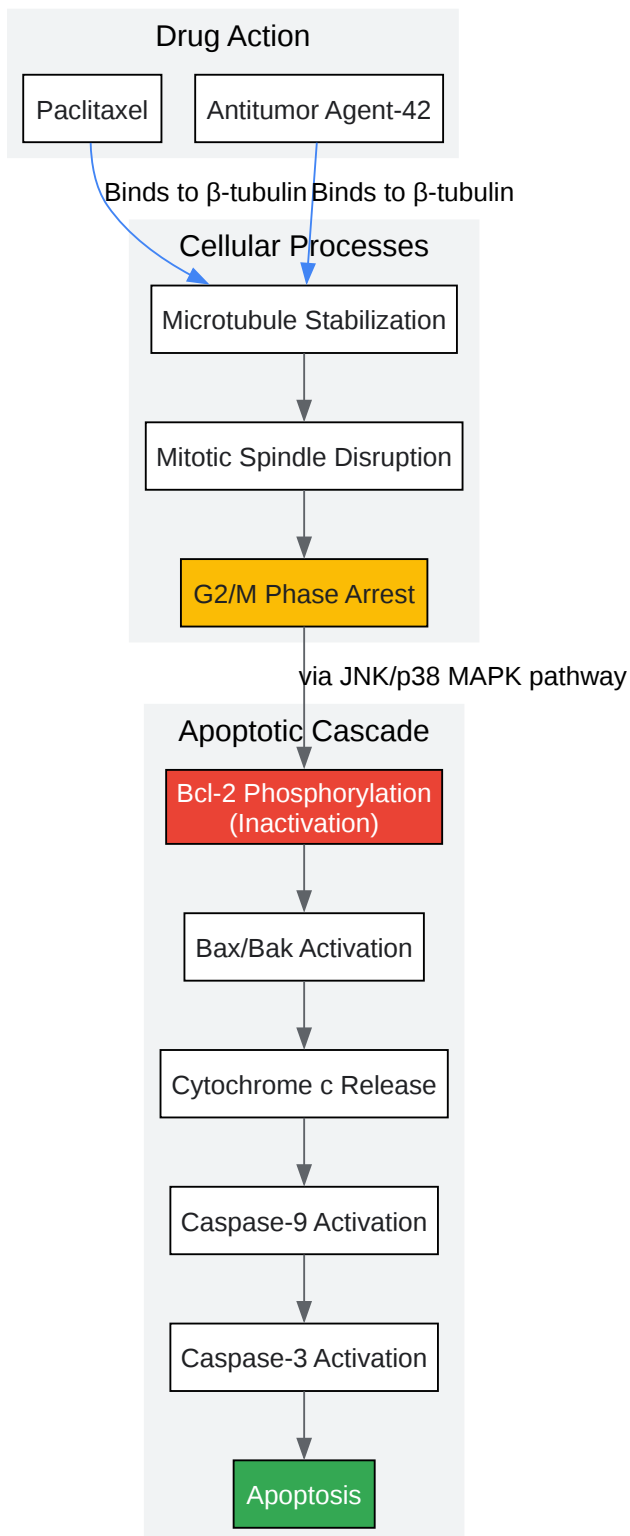 Drug Action
Paclitaxel
Antitumor Agent-42
Binds to β-tubulin
Binds to β-tubulin
Cellular Processes
Microtubule Stabilization
Mitotic Spindle Disruption
G2/M Phase Arrest
via JNK/p38 MAPK pathway
Apoptotic Cascade
Bcl-2 Phosphorylation
(Inactivation)
Bax/Bak Activation
Cytochrome c Release
Caspase-9 Activation
Caspase-3 Activation
Apoptosis